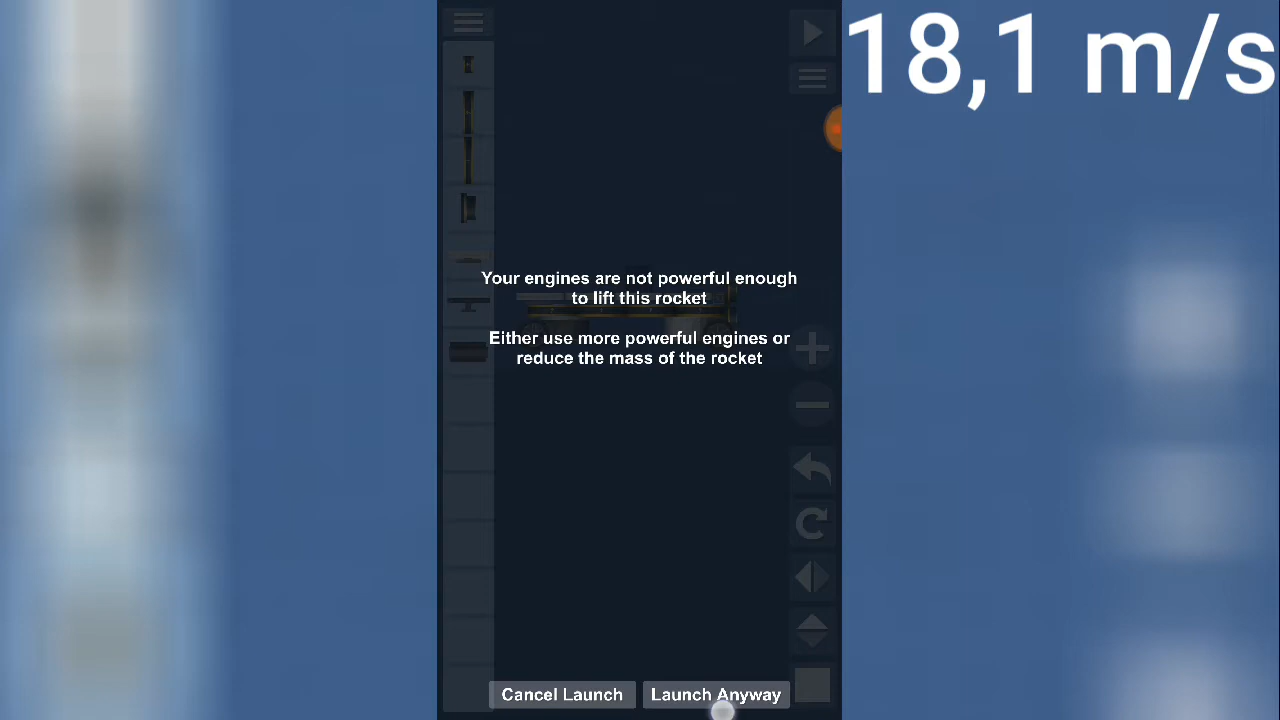 18,1 m/s
Your engines are not powerful enough
to lift this rocket
Either use more powerful engines or
reduce the mass of the rocket
Cancel Launch
Launch Anyway